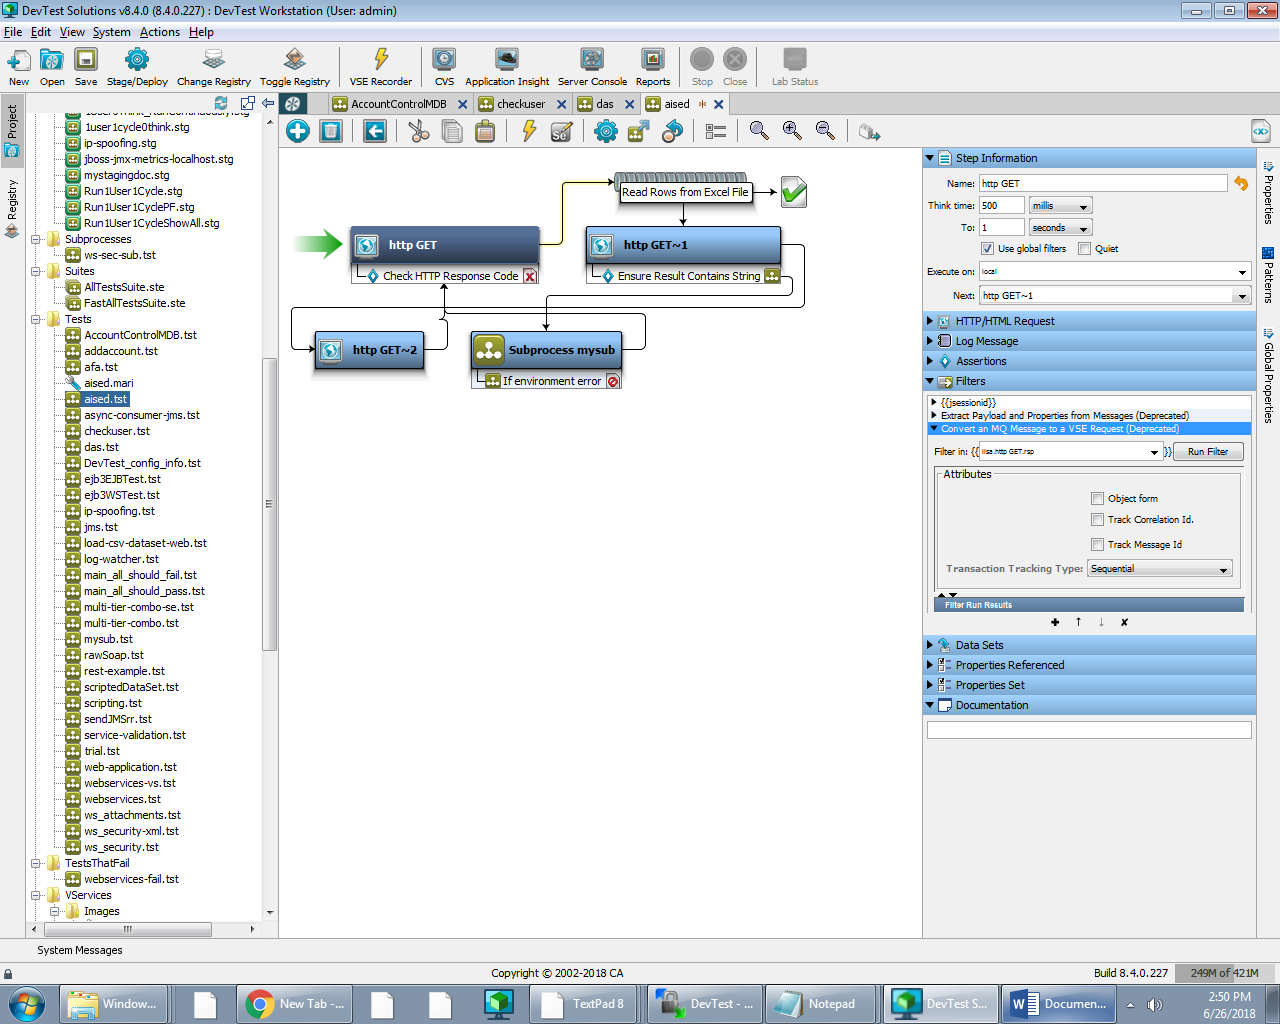 DevTest Solutions v8.4.0 (8.4.0.227) : DevTest Workstation (User: admin)
File Edit View System Actions Help
New Open Save Stage/Deploy Change Registry Toggle Registry VSE Recorder CVS Application Insight Server Console Reports Stop Close Lab Status
Project
Registry
1user1cycle0think.stg
ip-spoofing.stg
jboss-jmx-metrics-localhost.stg
mystagingdoc.stg
Run1User1Cycle.stg
Run1User1CyclePF.stg
Run1User1CycleShowAll.stg
Subprocesses
ws-sec-sub.tst
Suites
AllTestsSuite.ste
FastAllTestsSuite.ste
Tests
AccountControlMDB.tst
addaccount.tst
afa.tst
aised.mari
aised.tst
async-consumer-jms.tst
checkuser.tst
das.tst
DevTest_config_info.tst
ejb3EJBTest.tst
ejb3WSTest.tst
ip-spoofing.tst
jms.tst
load-csv-dataset-web.tst
log-watcher.tst
main_all_should_fail.tst
main_all_should_pass.tst
multi-tier-combo-se.tst
multi-tier-combo.tst
mysub.tst
rawSoap.tst
rest-example.tst
scriptedDataSet.tst
scripting.tst
sendJMSrr.tst
service-validation.tst
trial.tst
web-application.tst
webservices-vs.tst
webservices.tst
ws_attachments.tst
ws_security-xml.tst
ws_security.tst
TestsThatFail
webservices-fail.tst
VServices
Images
AccountControlMDB checkuser das aised
Read Rows from Excel File
http GET
Check HTTP Response Code
http GET~1
Ensure Result Contains String
http GET~2
Subprocess mysub
If environment error
Step Information
Name: http GET
Think time: 500 millis
To: 1 seconds
Use global filters Quiet
Execute on: local
Next: http GET~1
HTTP/HTML Request
Log Message
Assertions
Filters
{{jsessionid}}
Extract Payload and Properties from Messages (Deprecated)
Convert an MQ Message to a VSE Request (Deprecated)
Filter in: {{ lisa.http GET.rsp }} Run Filter
Attributes
Object form
Track Correlation Id.
Track Message Id
Transaction Tracking Type: Sequential
Filter Run Results
Data Sets
Properties Referenced
Properties Set
Documentation
Properties
Patterns
Global Properties
System Messages
Copyright © 2002-2018 CA
Build 8.4.0.227 249M of 421M
Window... New Tab -... TextPad 8 DevTest - ... Notepad DevTest S... Documen...
2:50 PM
6/26/2018